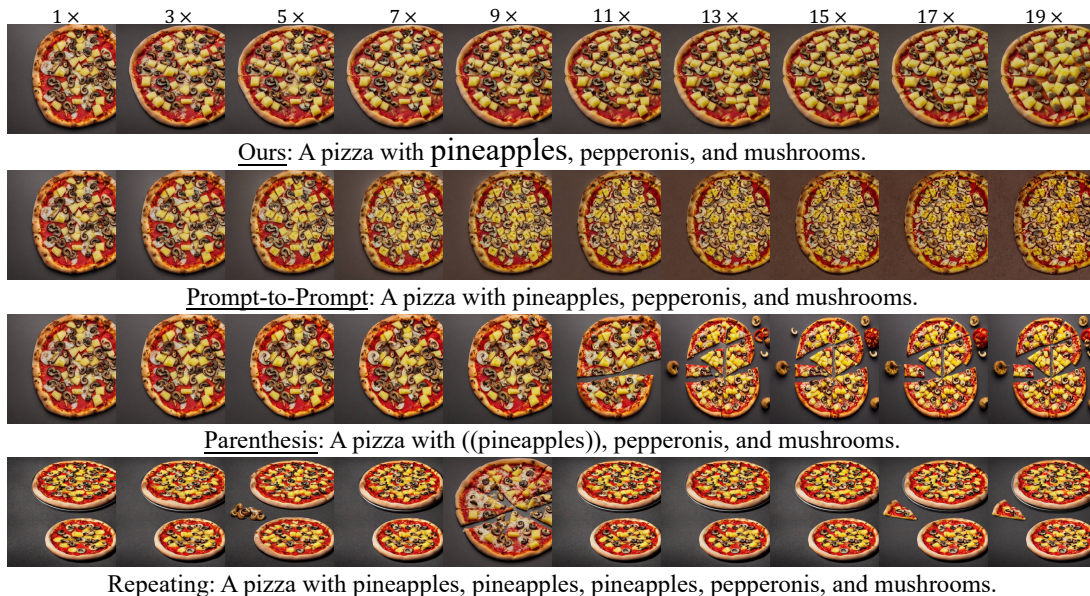 1 × 3 × 5 × 7 × 9 × 11 × 13 × 15 × 17 × 19 ×
Ours: A pizza with pineapples, pepperonis, and mushrooms.
Prompt-to-Prompt: A pizza with pineapples, pepperonis, and mushrooms.
Parenthesis: A pizza with ((pineapples)), pepperonis, and mushrooms.
Repeating: A pizza with pineapples, pineapples, pineapples, pepperonis, and mushrooms.